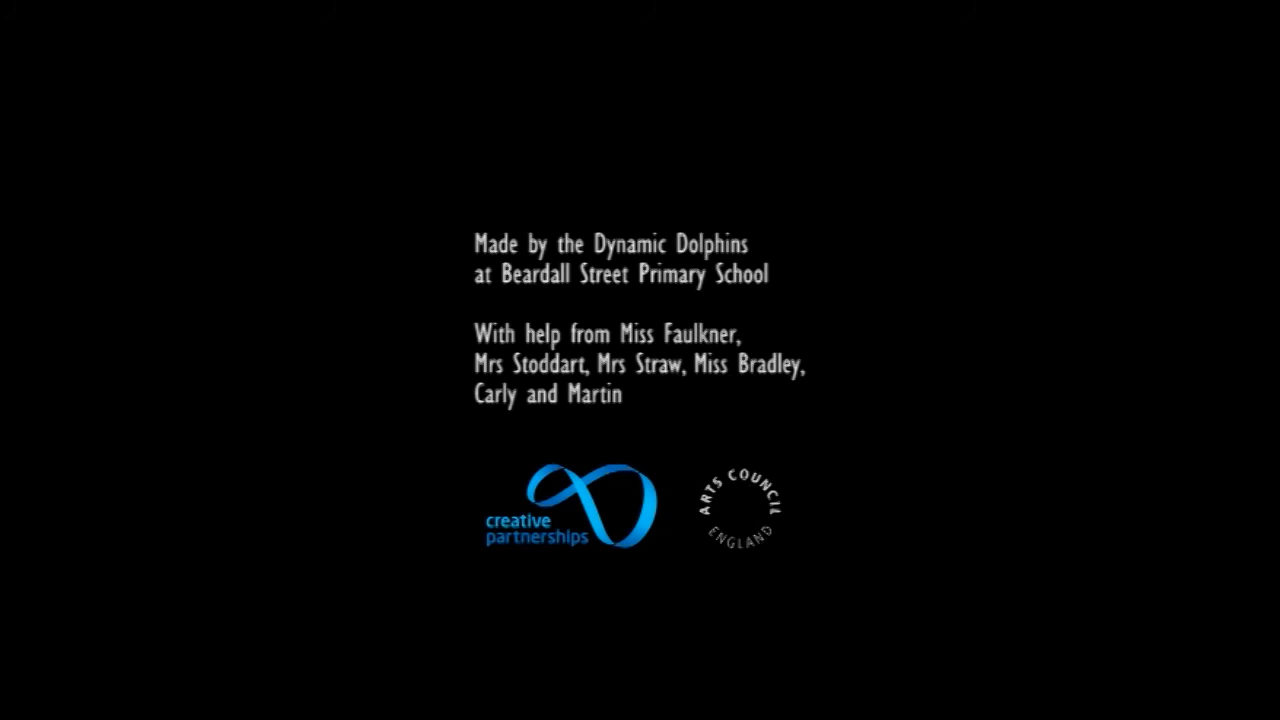 Made by the Dynamic Dolphins
at Beardall Street Primary School
With help from Miss Faulkner,
Mrs Stoddart, Mrs Straw, Miss Bradley,
Carly and Martin
creative
partnerships
ARTS COUNCIL
ENGLAND